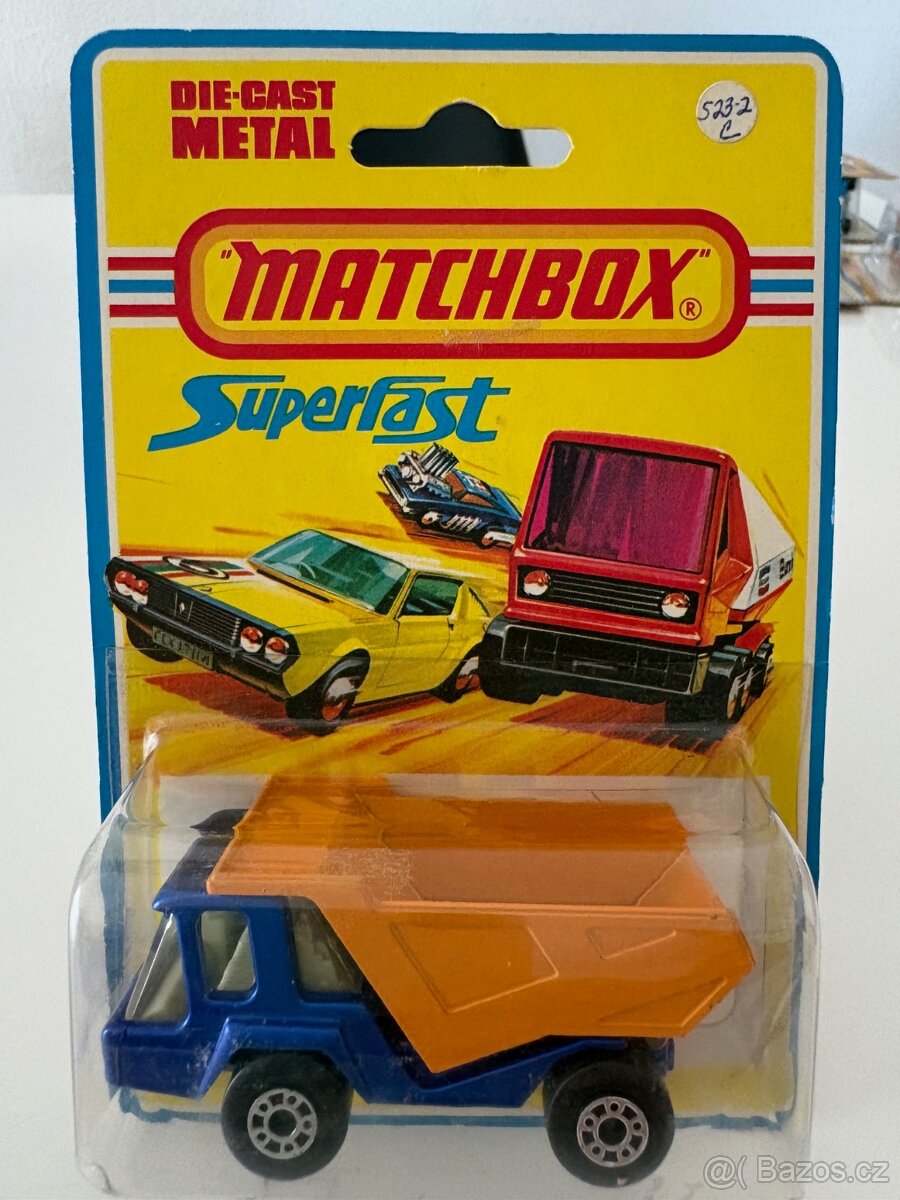 DIE-CAST
METAL
523-2
C
"MATCHBOX"®
Superfast
@( Bazos.cz